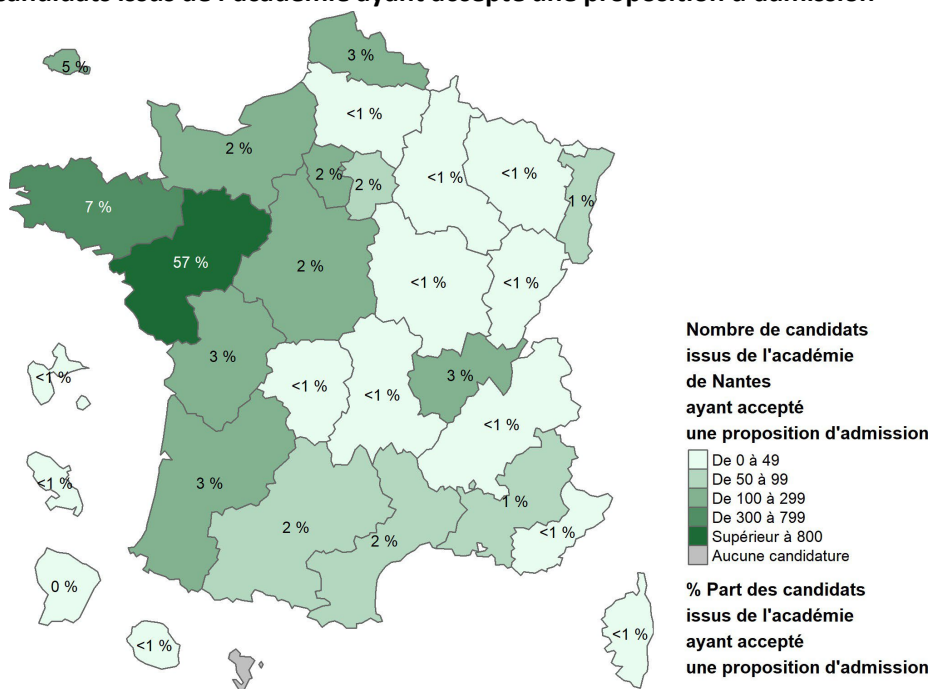 candidats issus de l'académie ayant accepté une proposition d'admission
3 %
5 %
<1 %
2 %
2 %
2 %
<1 %
<1 %
1 %
7 %
57 %
2 %
<1 %
<1 %
3 %
<1 %
<1 %
<1 %
3 %
<1 %
3 %
<1 %
2 %
2 %
1 %
<1 %
0 %
<1 %
<1 %
Nombre de candidats
issus de l'académie
de Nantes
ayant accepté
une proposition d'admission
De 0 à 49
De 50 à 99
De 100 à 299
De 300 à 799
Supérieur à 800
Aucune candidature
% Part des candidats
issus de l'académie
ayant accepté
une proposition d'admission